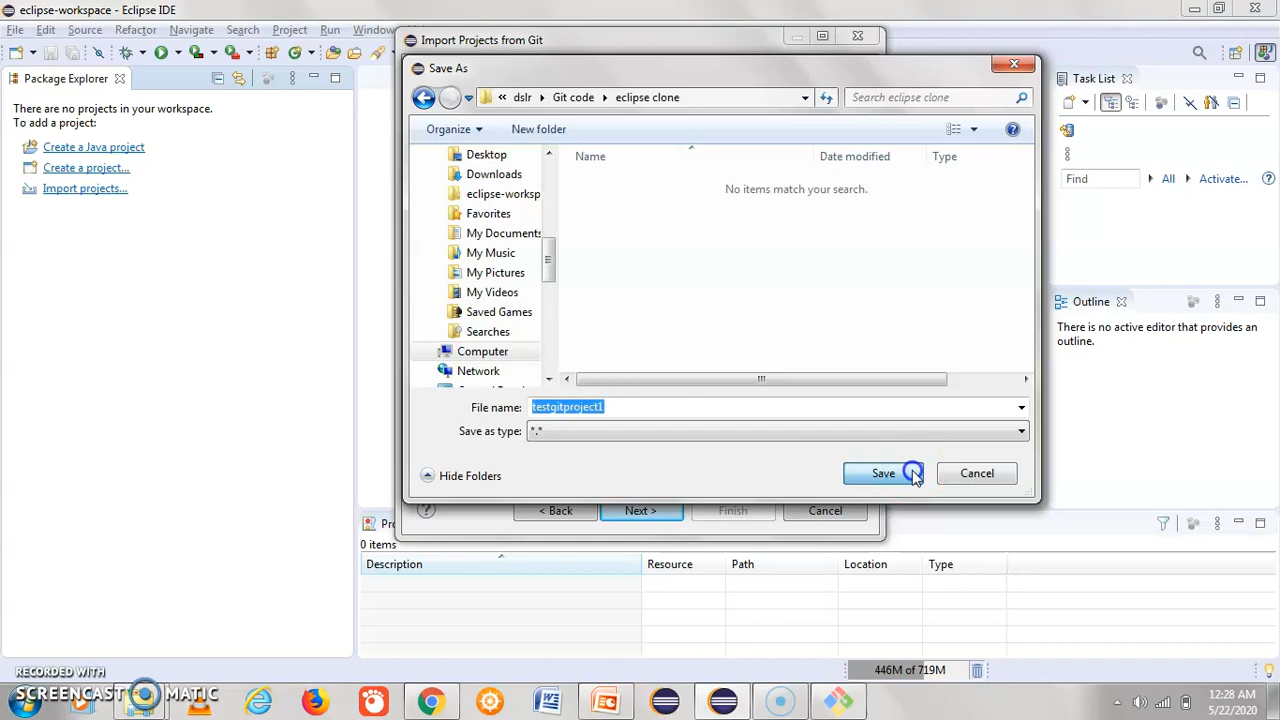 eclipse-workspace - Eclipse IDE
File Edit Source Refactor Navigate Search Project Run Window
Import Projects from Git
Package Explorer
There are no projects in your workspace.
To add a project:
Create a Java project
Create a project...
Import projects...
Save As
« dslr Git code eclipse clone
Search eclipse clone
Organize New folder
Desktop
Downloads
eclipse-worksp
Favorites
My Documents
My Music
My Pictures
My Videos
Saved Games
Searches
Computer
Network
Name Date modified Type
No items match your search.
File name: testgitproject1
Save as type: *.*
Hide Folders
Save Cancel
< Back Next > Finish Cancel
Task List
Find All Activate...
Outline
There is no active editor that provides an
outline.
0 items
Description Resource Path Location Type
446M of 719M
RECORDED WITH
SCREENCAST MATIC
12:28 AM
5/22/2020